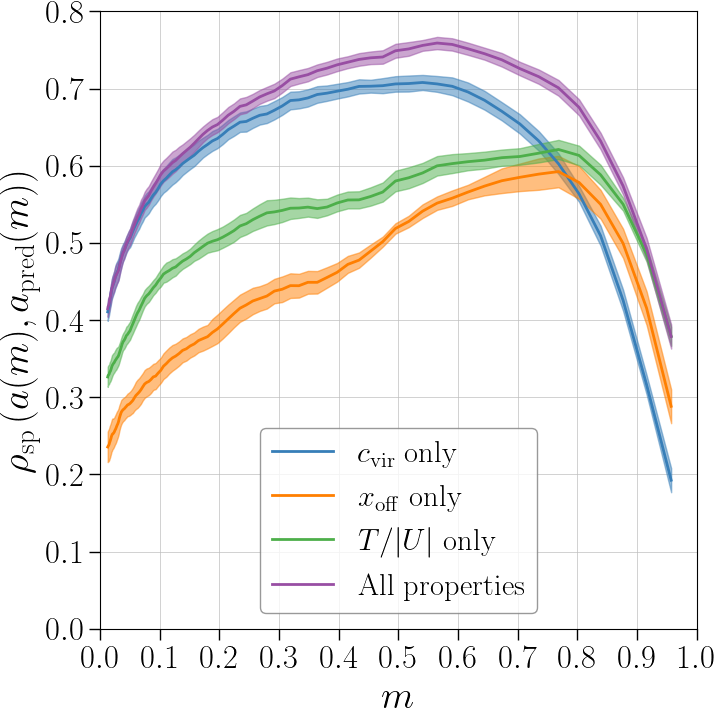 ρsp(a(m), apred(m))
0.8
0.7
0.6
0.5
0.4
0.3
0.2
0.1
0.0
cvir only
xoff only
T/|U| only
All properties
0.0 0.1 0.2 0.3 0.4 0.5 0.6 0.7 0.8 0.9 1.0
m